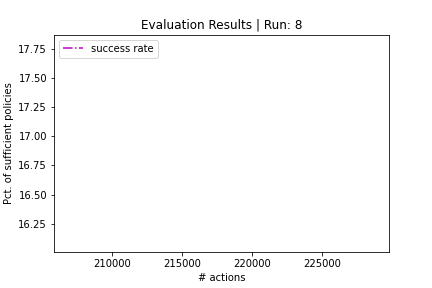 Evaluation Results | Run: 8
success rate
Pct. of sufficient policies
17.75
17.50
17.25
17.00
16.75
16.50
16.25
210000 215000 220000 225000
# actions